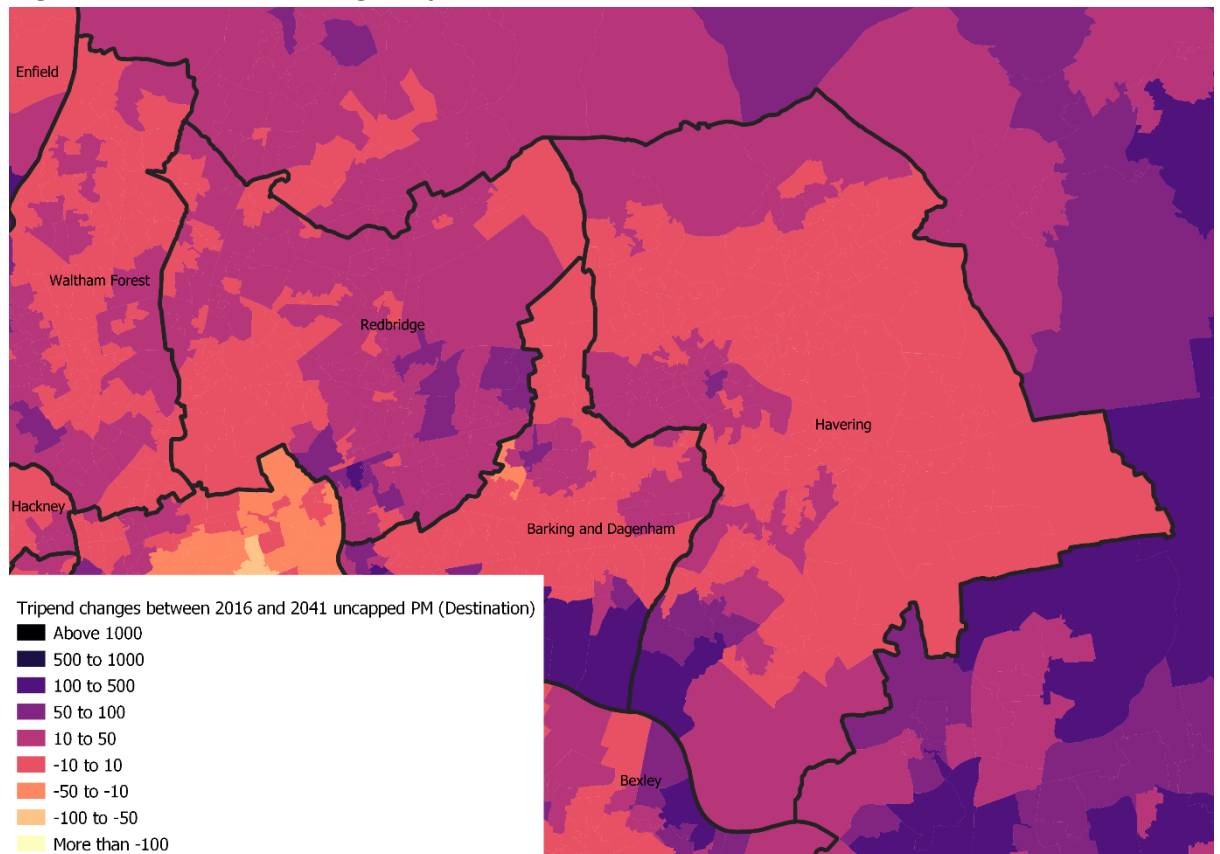 Enfield
Waltham Forest
Redbridge
Havering
Hackney
Barking and Dagenham
Bexley
Tripend changes between 2016 and 2041 uncapped PM (Destination)
Above 1000
500 to 1000
100 to 500
50 to 100
10 to 50
-10 to 10
-50 to -10
-100 to -50
More than -100